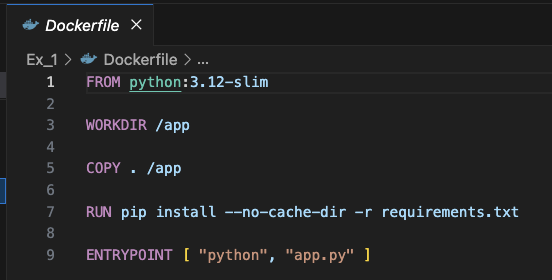 Dockerfile ×
Ex_1 > Dockerfile > ...
1 FROM python:3.12-slim
2
3 WORKDIR /app
4
5 COPY . /app
6
7 RUN pip install --no-cache-dir -r requirements.txt
8
9 ENTRYPOINT [ "python", "app.py" ]